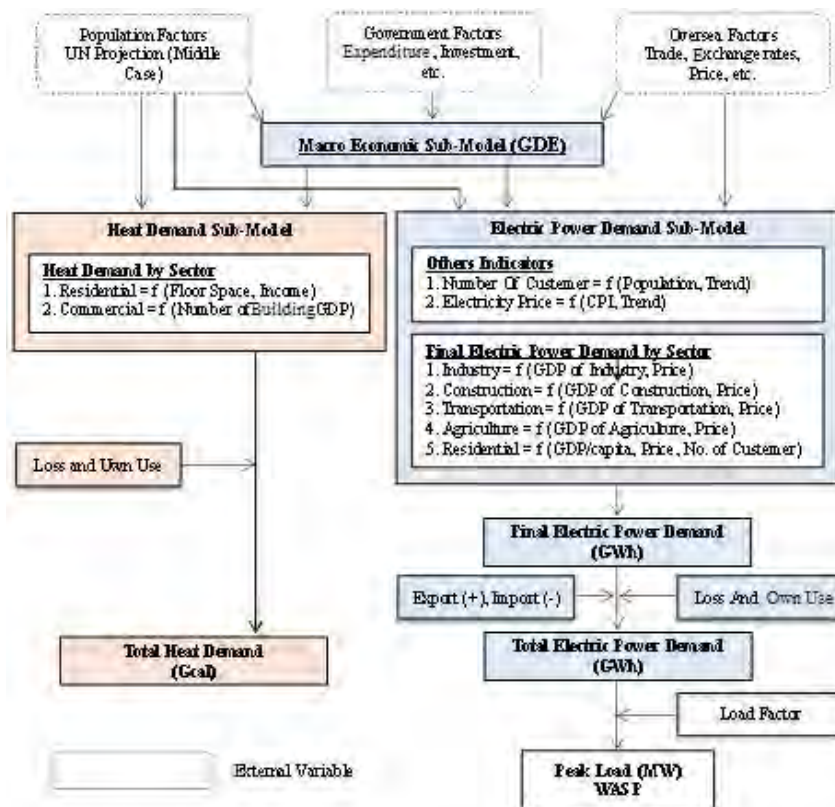 Population Factors
UN Projection (Middle
Case)
Government Factors
Expenditure, Investment,
etc.
Oversea Factors
Trade, Exchange rates,
Price, etc.
Macro Economic Sub-Model (GDE)
Heat Demand Sub-Model
Heat Demand by Sector
1. Residential = f (Floor Space, Income)
2. Commercial = f (Number of Building GDP)
Electric Power Demand Sub-Model
Others Indicators
1. Number Of Customer = f (Population, Trend)
2. Electricity Price = f (CPI, Trend)
Final Electric Power Demand by Sector
1. Industry = f (GDP of Industry, Price)
2. Construction = f (GDP of Construction, Price)
3. Transportation = f (GDP of Transportation, Price)
4. Agriculture = f (GDP of Agriculture, Price)
5. Residential = f (GDP/capita, Price, No. of Customer)
Loss and Own Use
Final Electric Power Demand
(GWh)
Export (+), Import (-)
Loss And Own Use
Total Heat Demand
(Gcal)
Total Electric Power Demand
(GWh)
Load Factor
External Variable
Peak Load (MW)
WASP